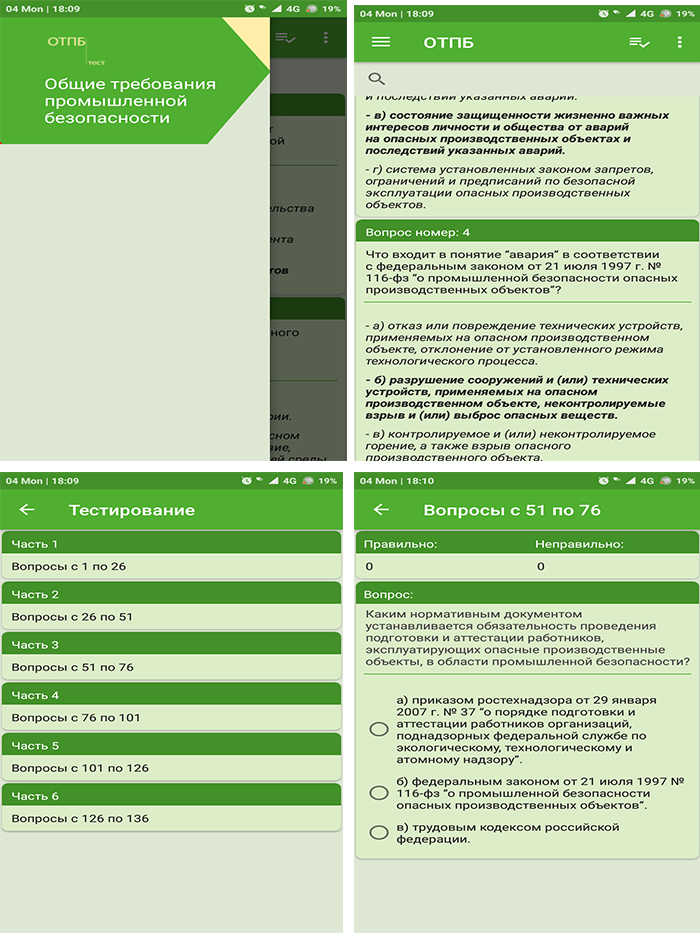 04 Mon | 18:09
4G
19%
ОТПБ
тест
Общие требования
промышленной
безопасности
ой
ельства
ента
тов
ного
рии.
сном
вие,
ей среды
04 Mon | 18:09
4G
19%
ОТПБ
и последствий указанных аварий.
- в) состояние защищенности жизненно важных
интересов личности и общества от аварий
на опасных производственных объектах и
последствий указанных аварий.
- г) система установленных законом запретов,
ограничений и предписаний по безопасной
эксплуатации опасных производственных
объектов.
Вопрос номер: 4
Что входит в понятие “авария” в соответствии
с федеральным законом от 21 июля 1997 г. №
116-фз “о промышленной безопасности опасных
производственных объектов”?
- а) отказ или повреждение технических устройств,
применяемых на опасном производственном
объекте, отклонение от установленного режима
технологического процесса.
- б) разрушение сооружений и (или) технических
устройств, применяемых на опасном
производственном объекте, неконтролируемые
взрыв и (или) выброс опасных веществ.
- в) контролируемое и (или) неконтролируемое
горение, а также взрыв опасного
производственного объекта.
04 Mon | 18:09
4G
19%
Тестирование
Часть 1
Вопросы с 1 по 26
Часть 2
Вопросы с 26 по 51
Часть 3
Вопросы с 51 по 76
Часть 4
Вопросы с 76 по 101
Часть 5
Вопросы с 101 по 126
Часть 6
Вопросы с 126 по 136
04 Mon | 18:10
4G
19%
Вопросы с 51 по 76
Правильно: Неправильно:
0 0
Вопрос:
Каким нормативным документом
устанавливается обязательность проведения
подготовки и аттестации работников,
эксплуатирующих опасные производственные
объекты, в области промышленной безопасности?
а) приказом ростехнадзора от 29 января
2007 г. № 37 “о порядке подготовки и
аттестации работников организаций,
поднадзорных федеральной службе по
экологическому, технологическому и
атомному надзору”.
б) федеральным законом от 21 июля 1997 №
116-фз “о промышленной безопасности
опасных производственных объектов”.
в) трудовым кодексом российской
федерации.